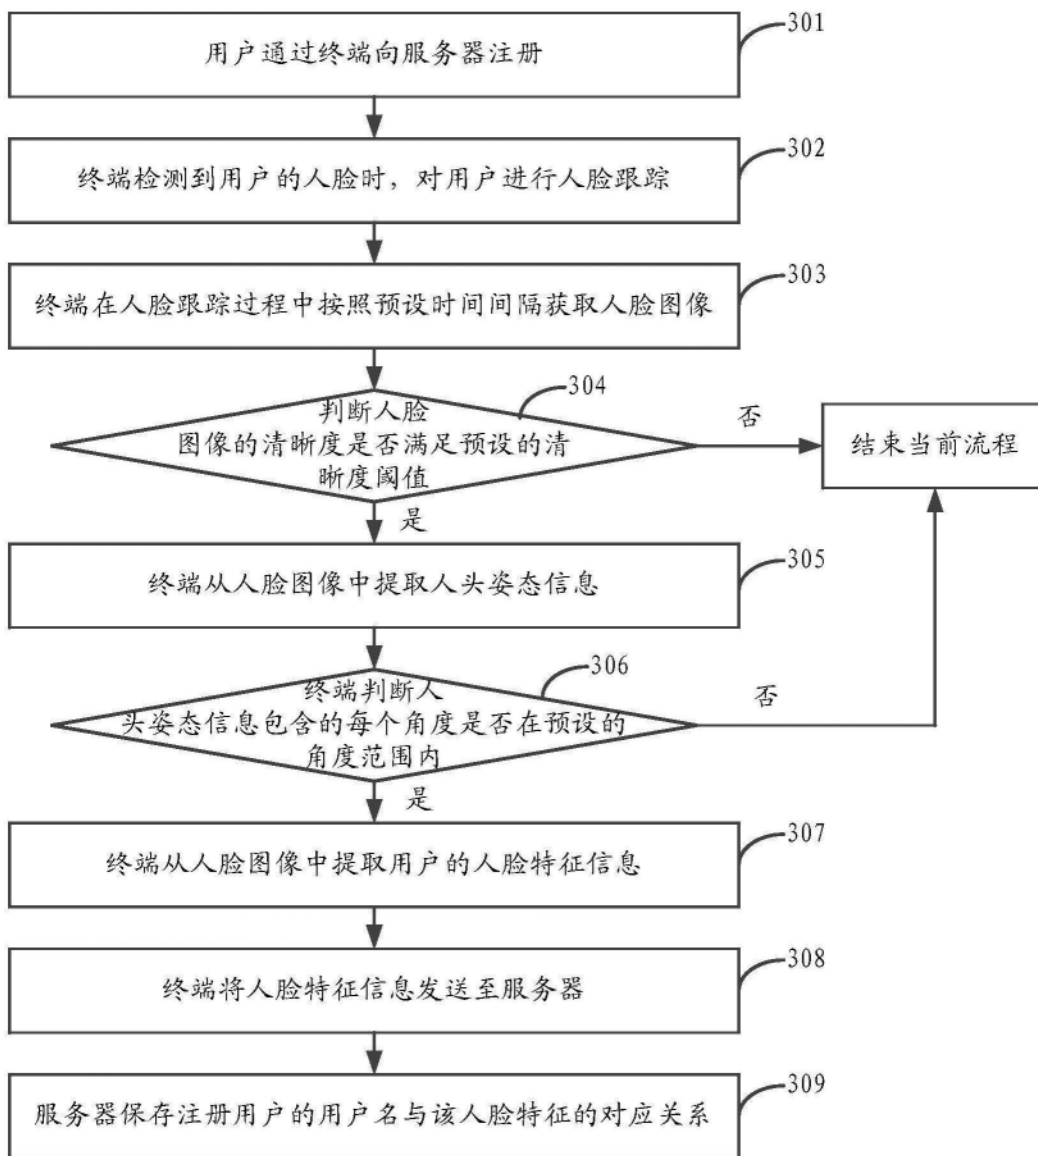 301
用户通过终端向服务器注册
302
终端检测到用户的人脸时，对用户进行人脸跟踪
303
终端在人脸跟踪过程中按照预设时间间隔获取人脸图像
304
判断人脸
图像的清晰度是否满足预设的清
晰度阈值
否
结束当前流程
是
305
终端从人脸图像中提取人头姿态信息
306
终端判断人
头姿态信息包含的每个角度是否在预设的
角度范围内
否
是
307
终端从人脸图像中提取用户的人脸特征信息
308
终端将人脸特征信息发送至服务器
309
服务器保存注册用户的用户名与该人脸特征的对应关系